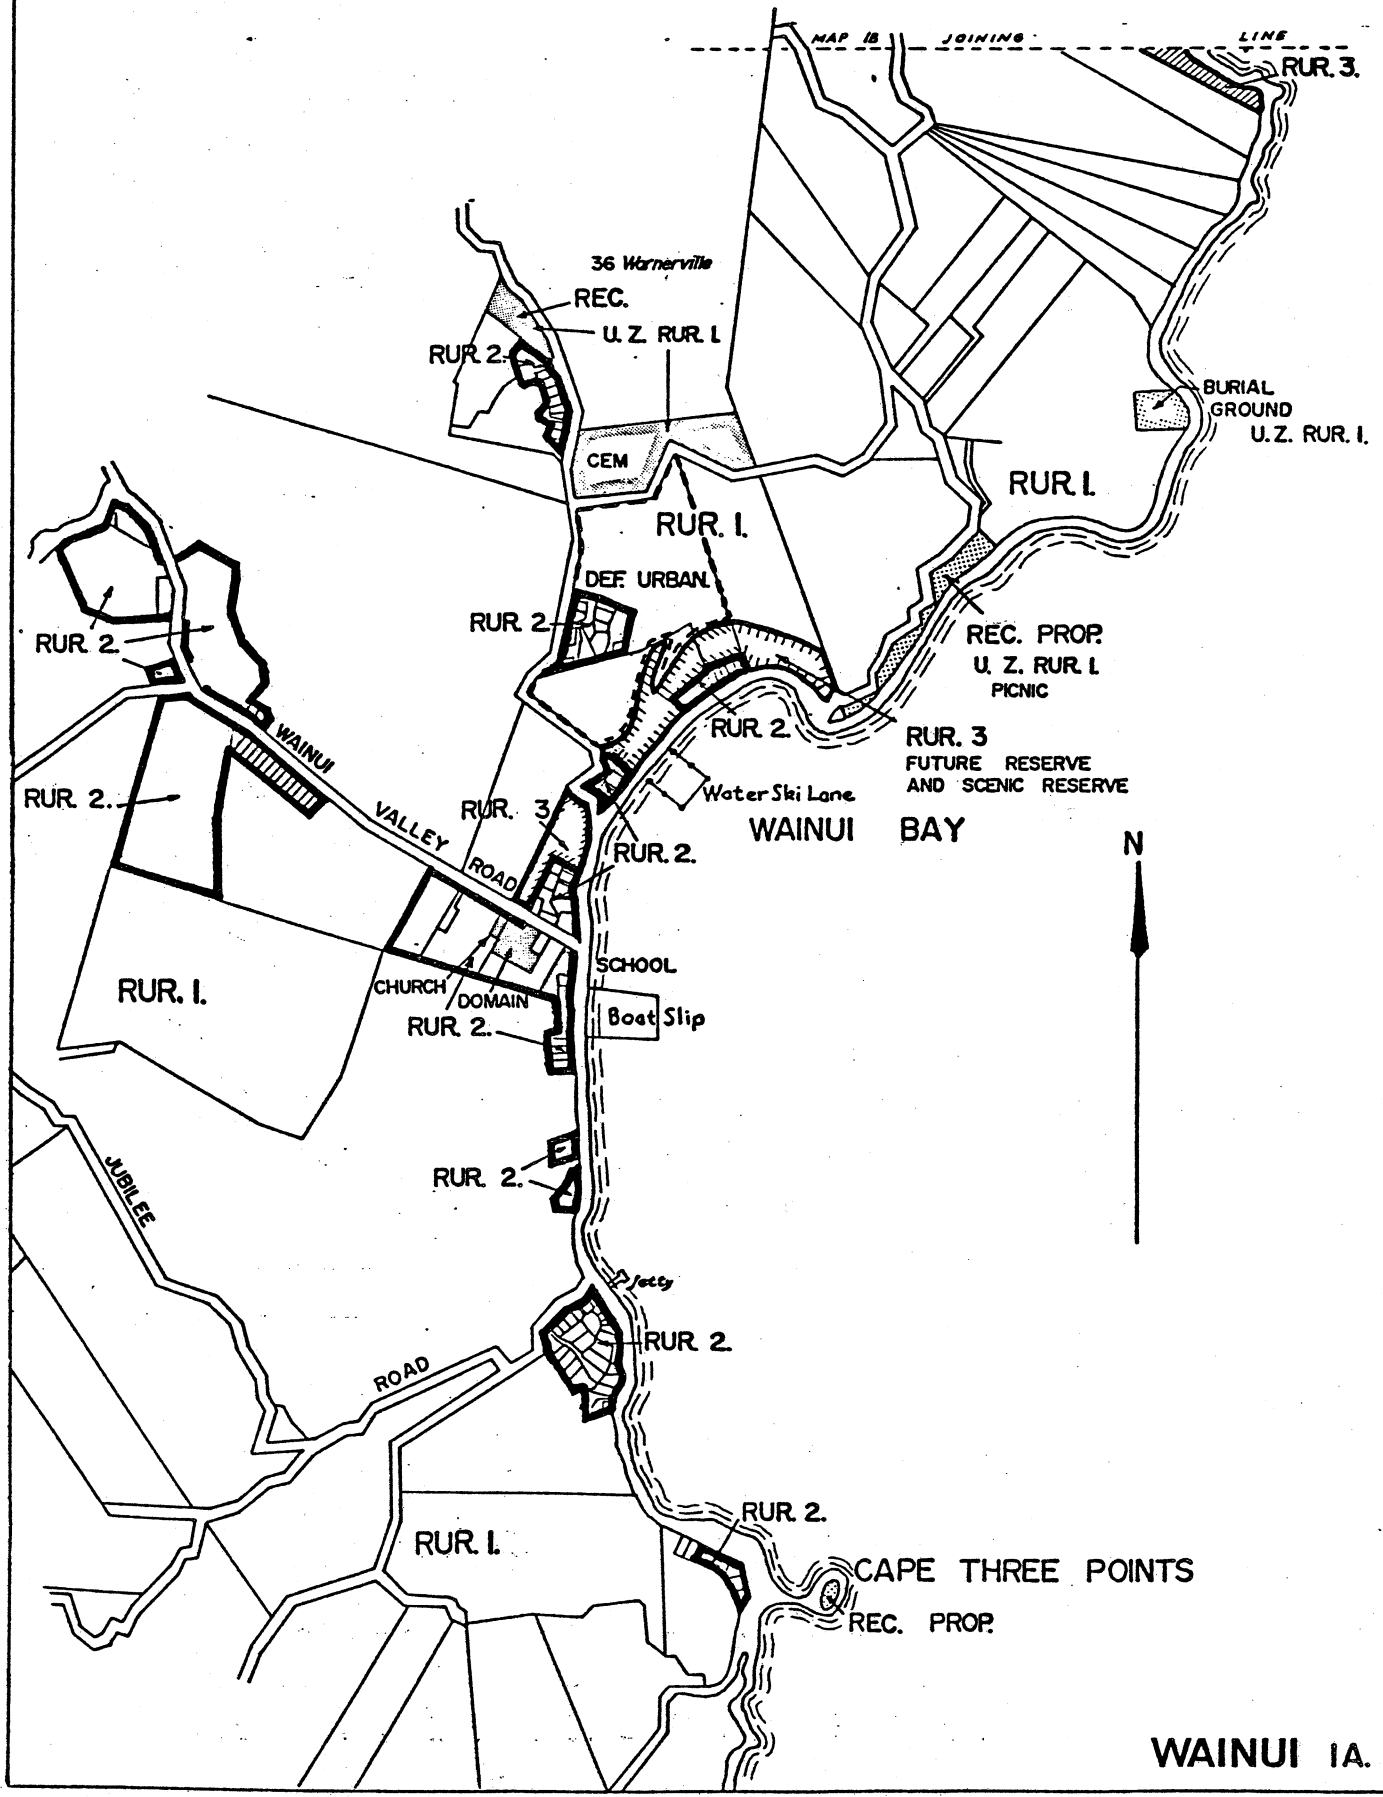 MAP 1B JOINING LINE
RUR. 3.
36 Warnerville
REC.
U. Z. RUR. 1.
RUR. 2.
BURIAL
GROUND
U. Z. RUR. 1.
CEM
RUR. 1.
RUR. 1.
DEF. URBAN.
RUR. 2.
RUR. 2.
REC. PROP.
U. Z. RUR. 1.
PICNIC
RUR. 2.
RUR. 3
FUTURE RESERVE
AND SCENIC RESERVE
WAINUI VALLEY ROAD
RUR. 2.
Water Ski Lane
RUR. 3
WAINUI BAY
RUR. 2.
N
SCHOOL
CHURCH
DOMAIN
RUR. 1.
RUR. 2.
Boat Slip
JUBILEE ROAD
RUR. 2.
Jetty
RUR. 2.
RUR. 2.
RUR. 1.
CAPE THREE POINTS
REC. PROP.
WAINUI 1A.